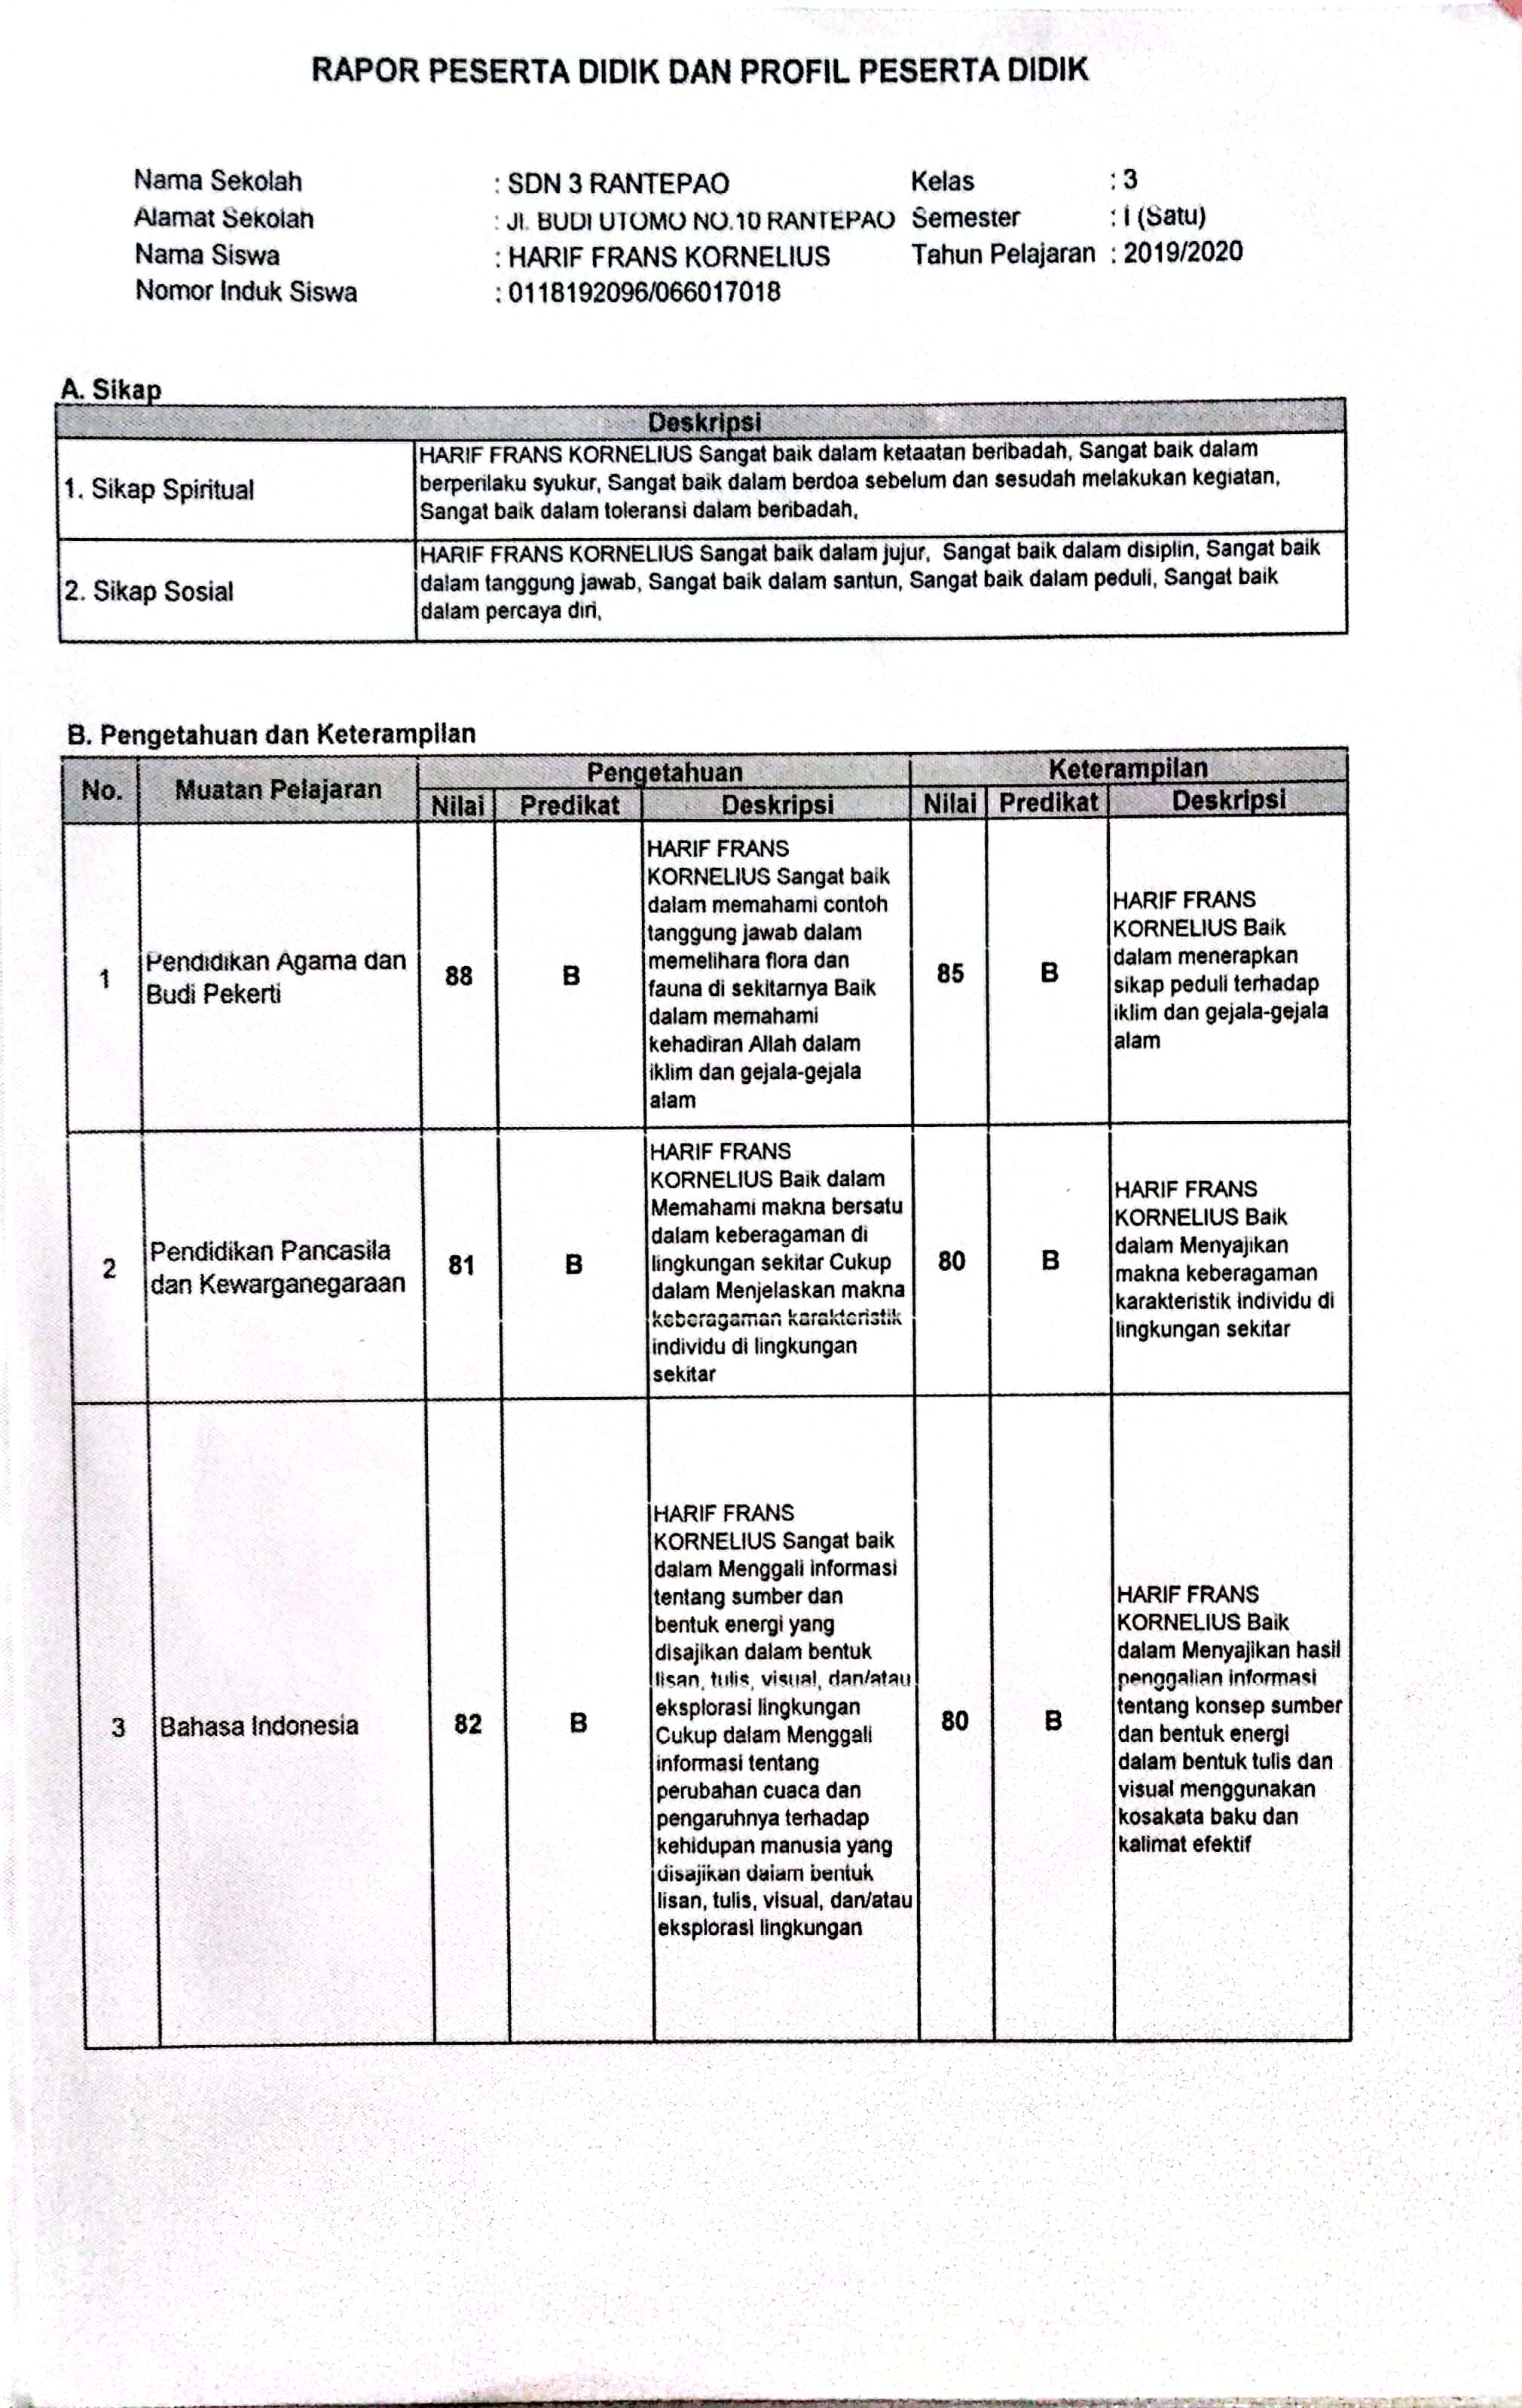 RAPOR PESERTA DIDIK DAN PROFIL PESERTA DIDIK
Nama Sekolah : SDN 3 RANTEPAO Kelas : 3
Alamat Sekolah : Jl. BUDI UTOMO NO.10 RANTEPAO Semester : I (Satu)
Nama Siswa : HARIF FRANS KORNELIUS Tahun Pelajaran : 2019/2020
Nomor Induk Siswa : 0118192096/066017018
A. Sikap
Deskripsi
1. Sikap Spiritual
HARIF FRANS KORNELIUS Sangat baik dalam ketaatan beribadah, Sangat baik dalam
berperilaku syukur, Sangat baik dalam berdoa sebelum dan sesudah melakukan kegiatan,
Sangat baik dalam toleransi dalam beribadah,
2. Sikap Sosial
HARIF FRANS KORNELIUS Sangat baik dalam jujur, Sangat baik dalam disiplin, Sangat baik
dalam tanggung jawab, Sangat baik dalam santun, Sangat baik dalam peduli, Sangat baik
dalam percaya diri,
B. Pengetahuan dan Keterampilan
No. Muatan Pelajaran Pengetahuan Keterampilan
Nilai Predikat Deskripsi Nilai Predikat Deskripsi
1
Pendidikan Agama dan
Budi Pekerti
88
B
HARIF FRANS
KORNELIUS Sangat baik
dalam memahami contoh
tanggung jawab dalam
memelihara flora dan
fauna di sekitarnya Baik
dalam memahami
kehadiran Allah dalam
iklim dan gejala-gejala
alam
85
B
HARIF FRANS
KORNELIUS Baik
dalam menerapkan
sikap peduli terhadap
iklim dan gejala-gejala
alam
2
Pendidikan Pancasila
dan Kewarganegaraan
81
B
HARIF FRANS
KORNELIUS Baik dalam
Memahami makna bersatu
dalam keberagaman di
lingkungan sekitar Cukup
dalam Menjelaskan makna
keberagaman karakteristik
individu di lingkungan
sekitar
80
B
HARIF FRANS
KORNELIUS Baik
dalam Menyajikan
makna keberagaman
karakteristik individu di
lingkungan sekitar
3
Bahasa Indonesia
82
B
HARIF FRANS
KORNELIUS Sangat baik
dalam Menggali informasi
tentang sumber dan
bentuk energi yang
disajikan dalam bentuk
lisan, tulis, visual, dan/atau
eksplorasi lingkungan
Cukup dalam Menggali
informasi tentang
perubahan cuaca dan
pengaruhnya terhadap
kehidupan manusia yang
disajikan dalam bentuk
lisan, tulis, visual, dan/atau
eksplorasi lingkungan
80
B
HARIF FRANS
KORNELIUS Baik
dalam Menyajikan hasil
penggalian informasi
tentang konsep sumber
dan bentuk energi
dalam bentuk tulis dan
visual menggunakan
kosakata baku dan
kalimat efektif